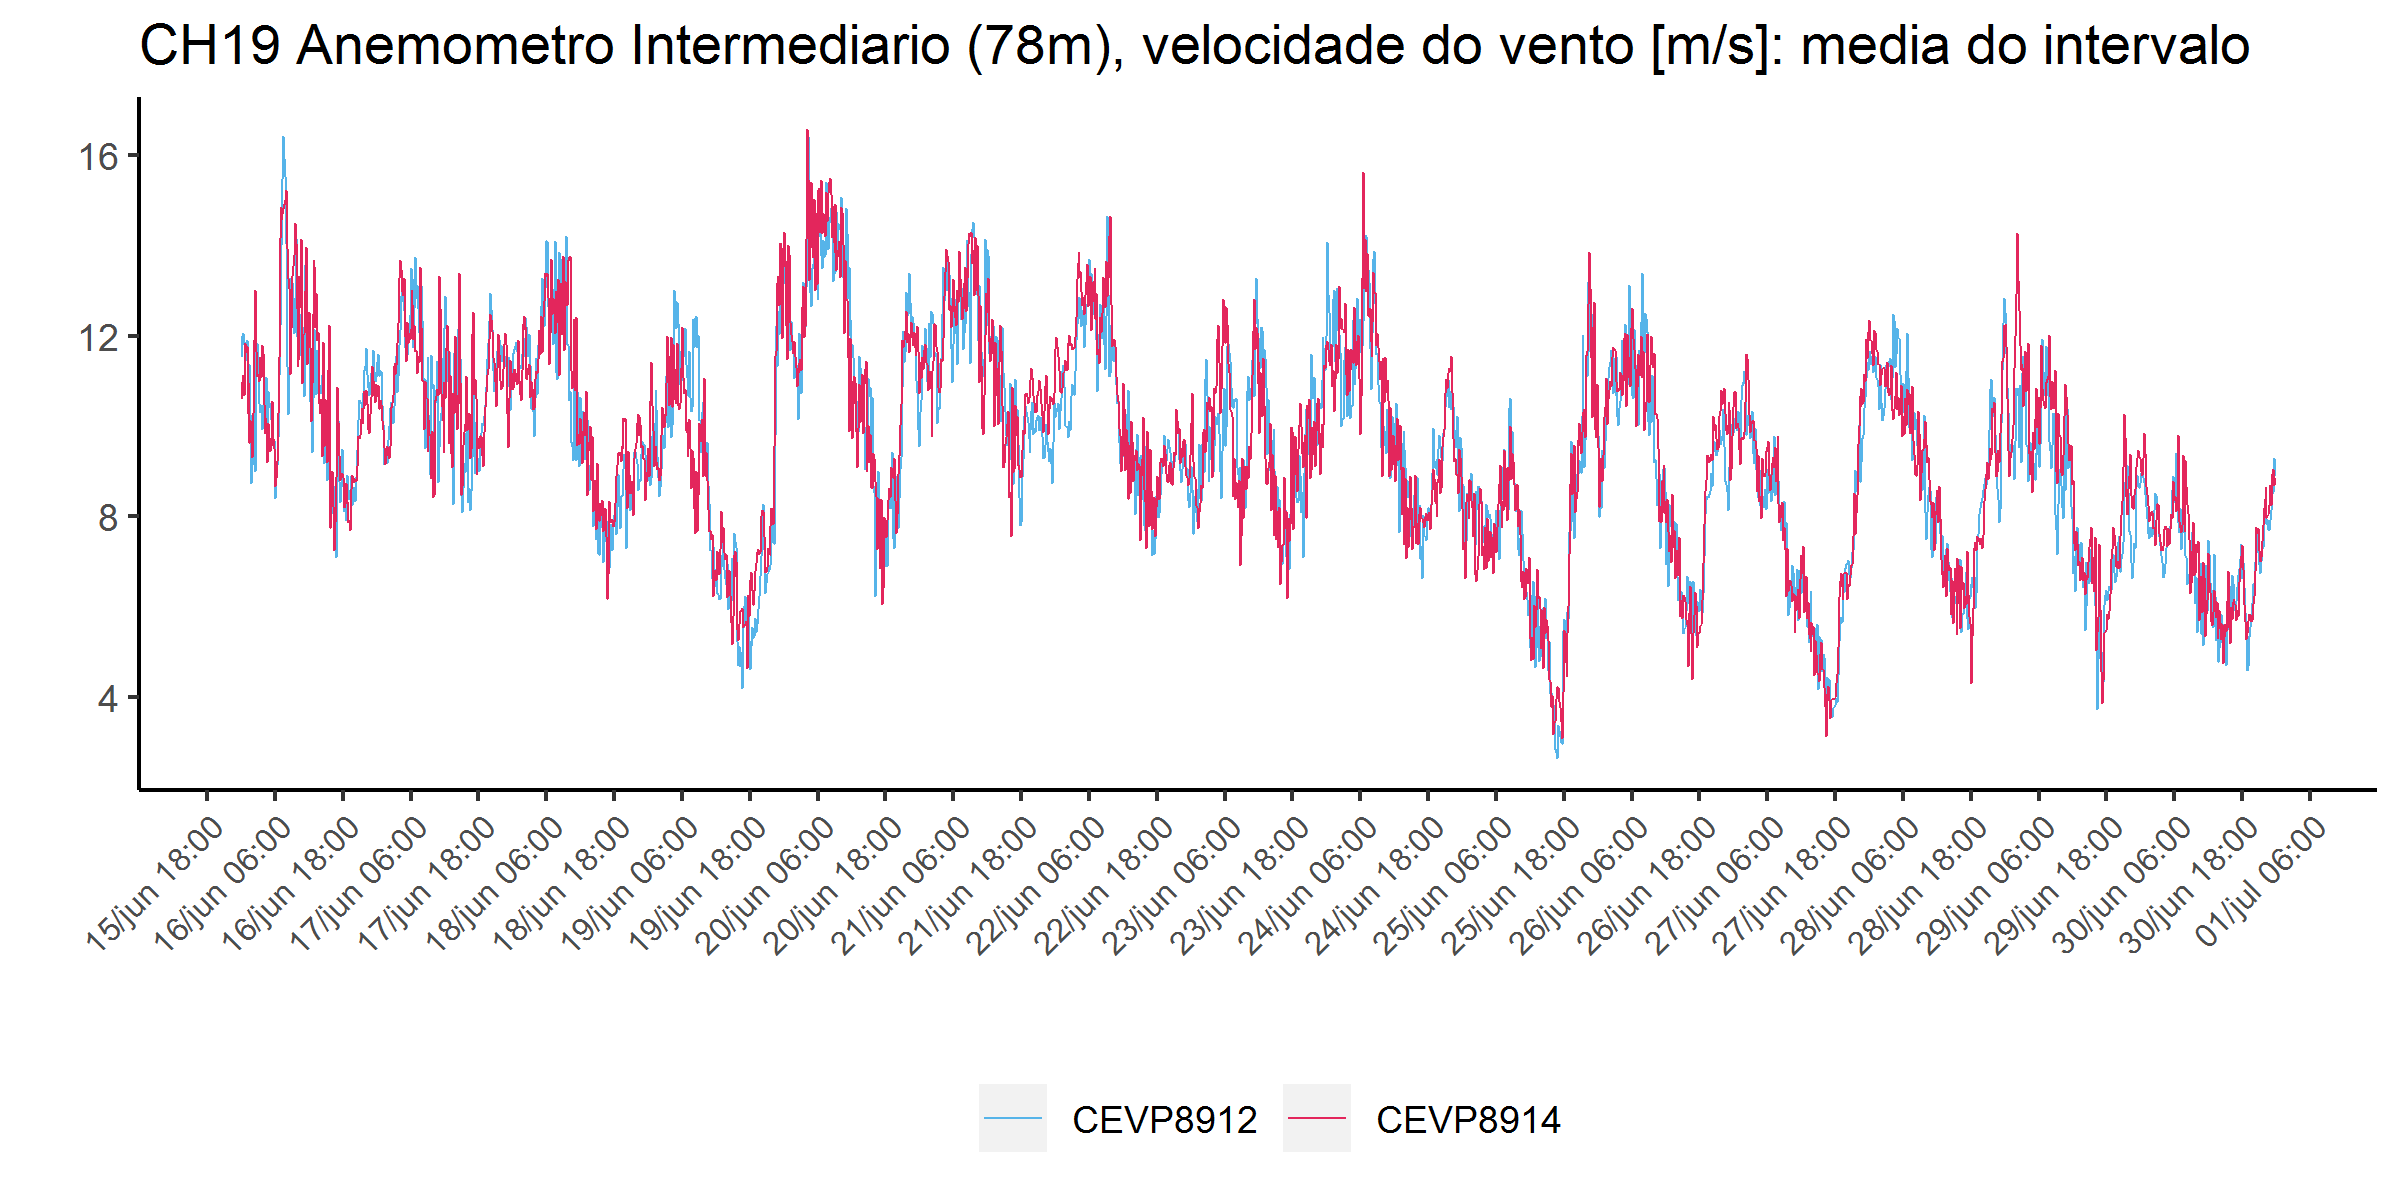 CH19 Anemometro Intermediario (78m), velocidade do vento [m/s]: media do intervalo
16
12
8
4
15/jun 18:00
16/jun 06:00
16/jun 18:00
17/jun 06:00
17/jun 18:00
18/jun 06:00
18/jun 18:00
19/jun 06:00
19/jun 18:00
20/jun 06:00
20/jun 18:00
21/jun 06:00
21/jun 18:00
22/jun 06:00
22/jun 18:00
23/jun 06:00
23/jun 18:00
24/jun 06:00
24/jun 18:00
25/jun 06:00
25/jun 18:00
26/jun 06:00
26/jun 18:00
27/jun 06:00
27/jun 18:00
28/jun 06:00
28/jun 18:00
29/jun 06:00
29/jun 18:00
30/jun 06:00
30/jun 18:00
01/jul 06:00
CEVP8912
CEVP8914